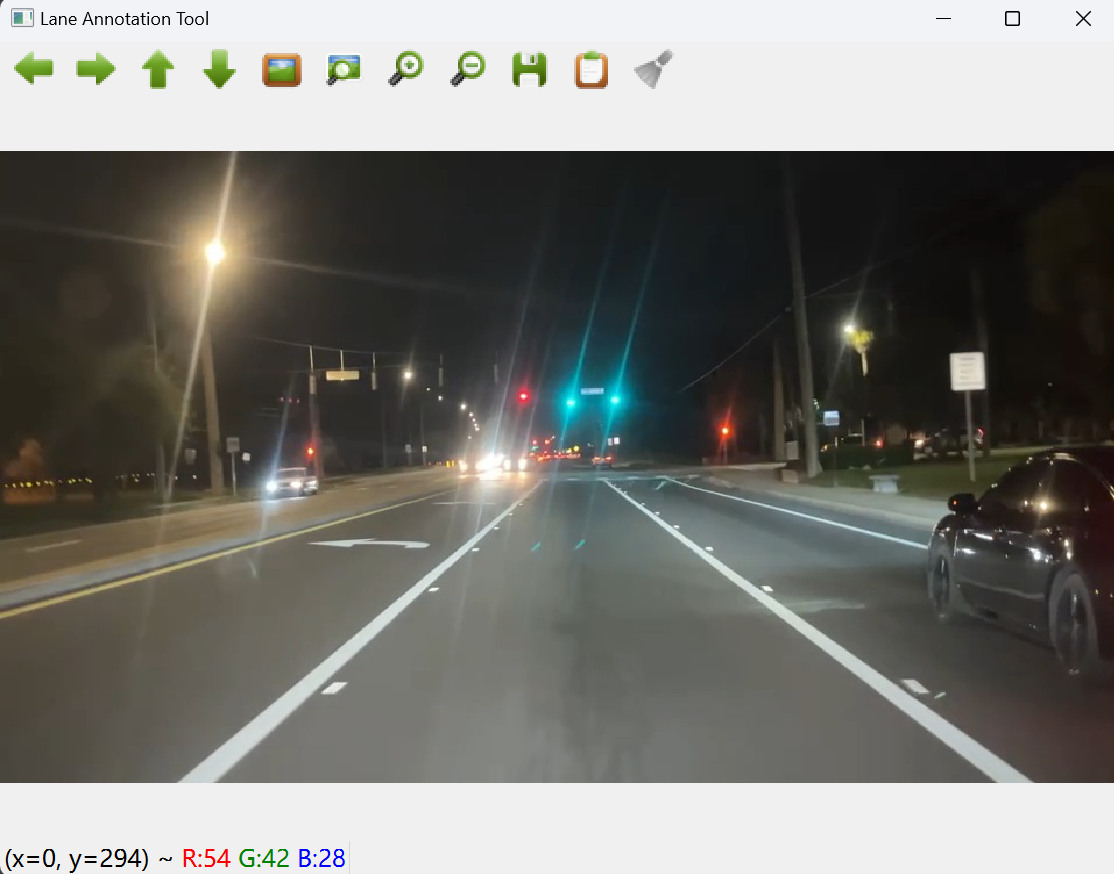 Lane Annotation Tool
(x=0, y=294) ~ R:54 G:42 B:28